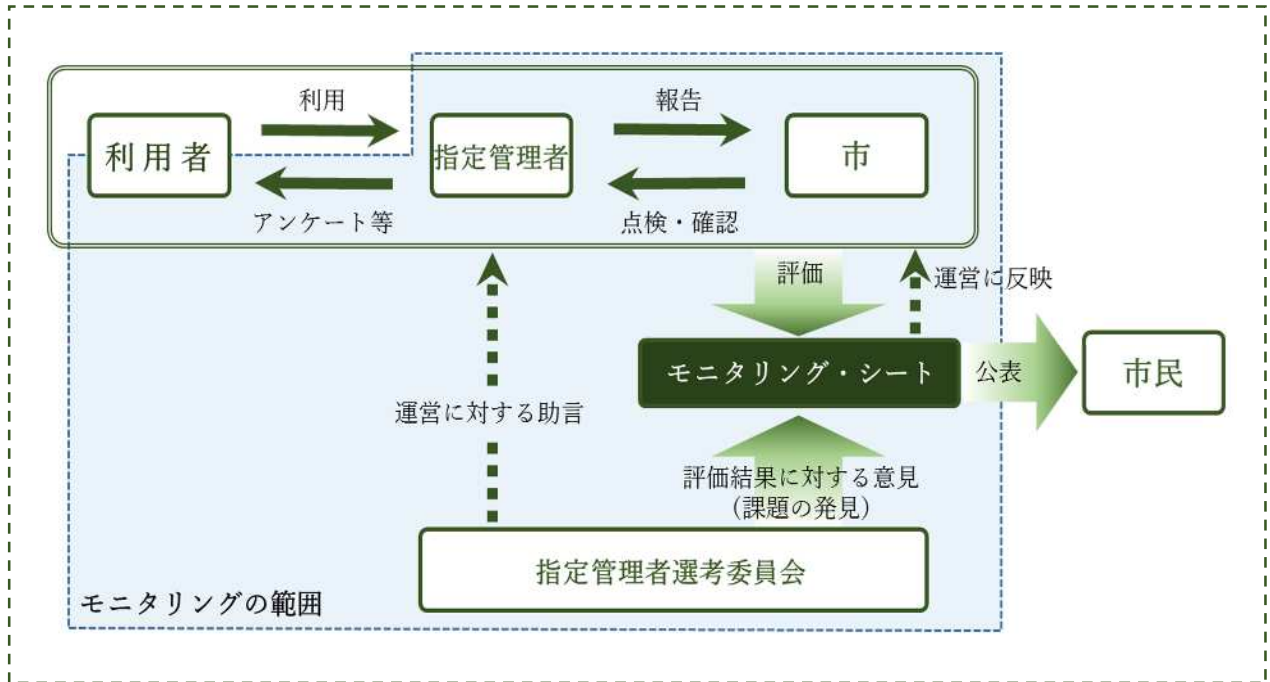 利用
報告
利用者
指定管理者
市
アンケート等
点検・確認
評価
運営に反映
モニタリング・シート
公表
市民
運営に対する助言
評価結果に対する意見
（課題の発見）
指定管理者選考委員会
モニタリングの範囲